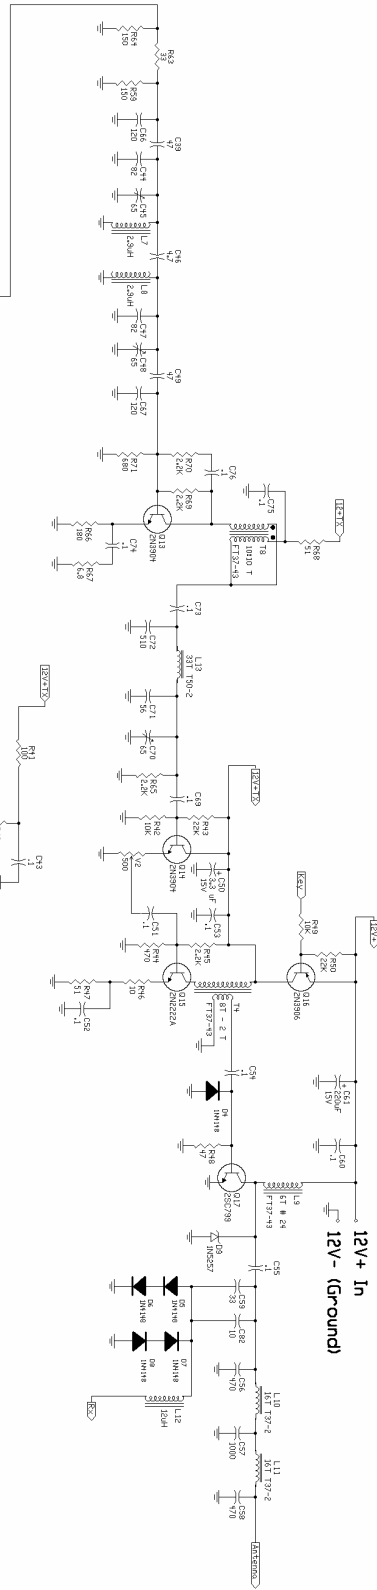 R64
150
R63
33
R59
150
C66
120
C39
47
C44
82
C45
65
L7
2.9uH
C46
4.7
L8
2.9uH
C47
82
C48
65
C49
47
C67
120
R71
680
R70
2.2K
C76
.1
R69
2.2K
Q13
2N3904
R66
180
C74
.1
R67
6.8
C75
.1
T8
10:10 T
FT37-43
12+TX
R68
51
C73
.1
C72
510
L13
33T T50-2
C71
56
C70
65
R65
2.2K
C69
.1
12V+TX
R41
100
C43
.1
12V+TX
R42
10K
R43
22K
Q14
2N3904
V2
500
C50
3.3 uF
15V
C53
.1
C51
.1
R44
470
R45
2.2K
Q15
2N2222A
R46
10
R47
51
C52
.1
T4
8T - 2 T
FT37-43
Key
R49
10K
R50
22K
Q16
2N3906
12V+
C54
.1
D4
1N4148
R48
47
Q17
2SC799
C61
220uF
15V
C60
.1
L9
6T # 24
FT37-43
12V+ In
12V- (Ground)
D9
1N5257
C55
.1
C59
33
C82
10
D5
1N4148
D6
1N4148
D7
1N4148
D8
1N4148
L12
12uH
Rx
C56
470
L10
16T T37-2
C57
1000
L11
16T T37-2
C58
470
Antenna